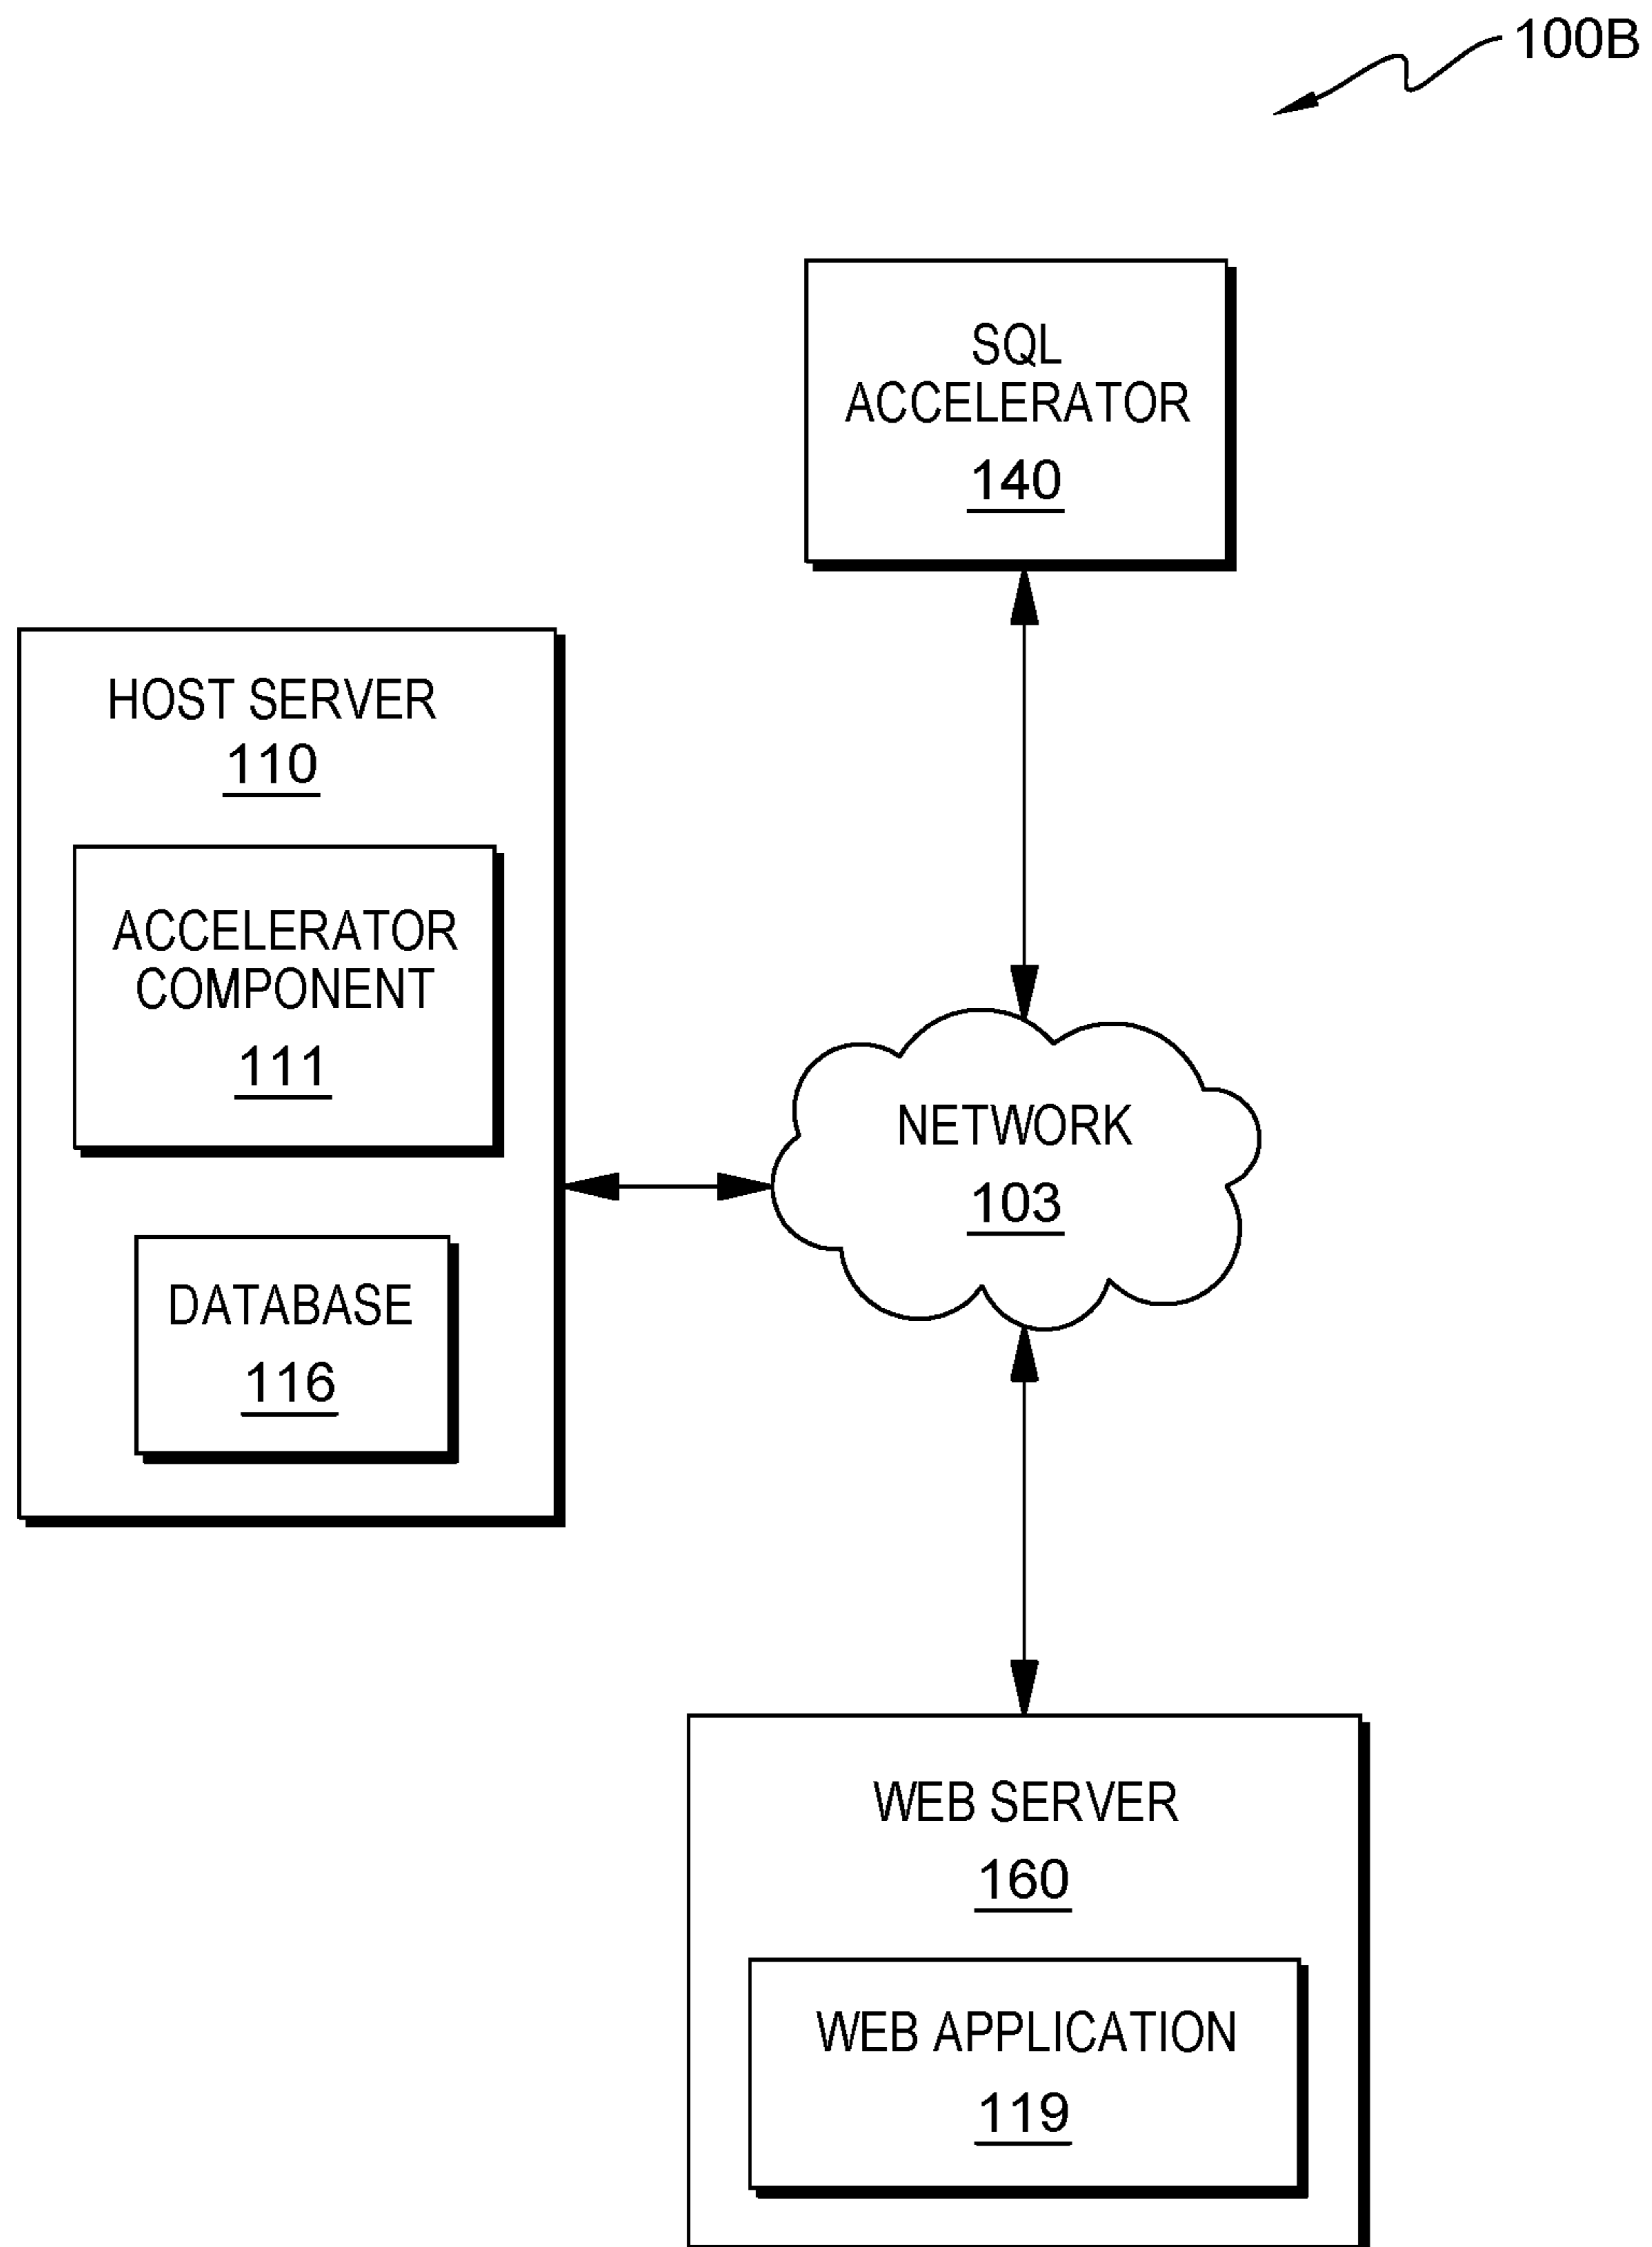 100B
SQL
ACCELERATOR
140
HOST SERVER
110
ACCELERATOR
COMPONENT
111
NETWORK
103
DATABASE
116
WEB SERVER
160
WEB APPLICATION
119